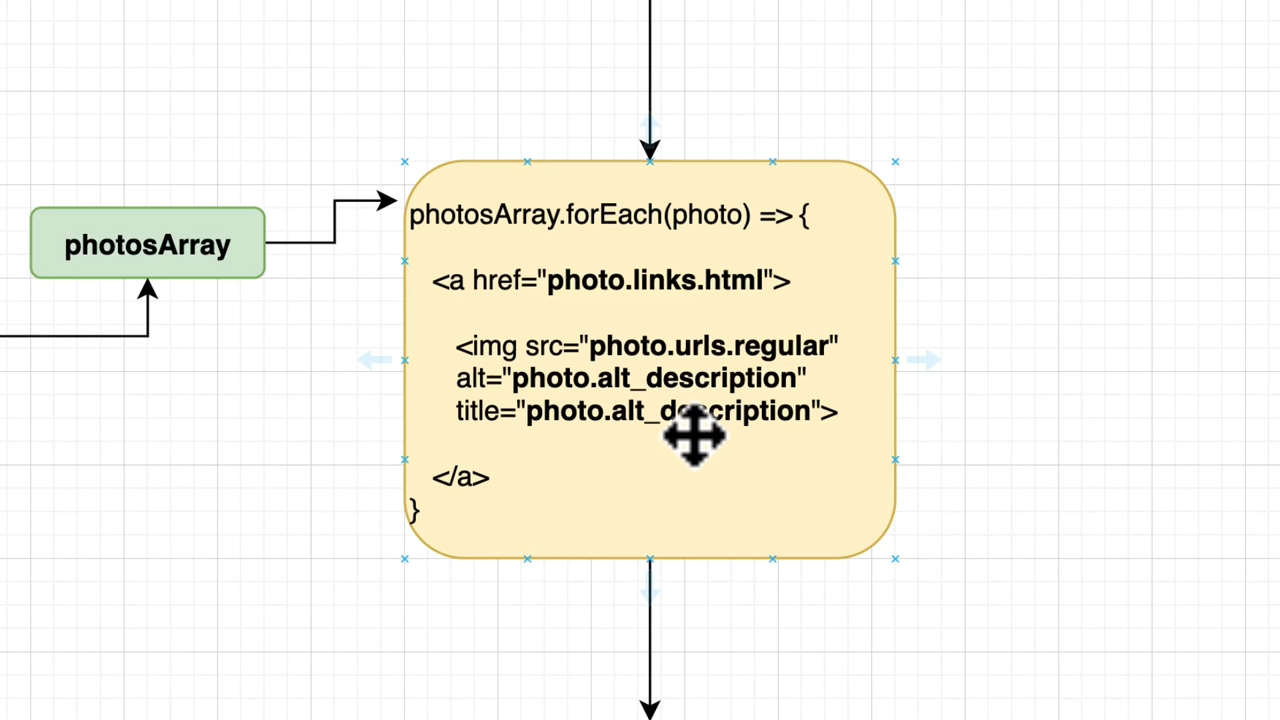 photosArray
photosArray.forEach(photo) => {
<a href="photo.links.html">
<img src="photo.urls.regular"
alt="photo.alt_description"
title="photo.alt_description">
</a>
}